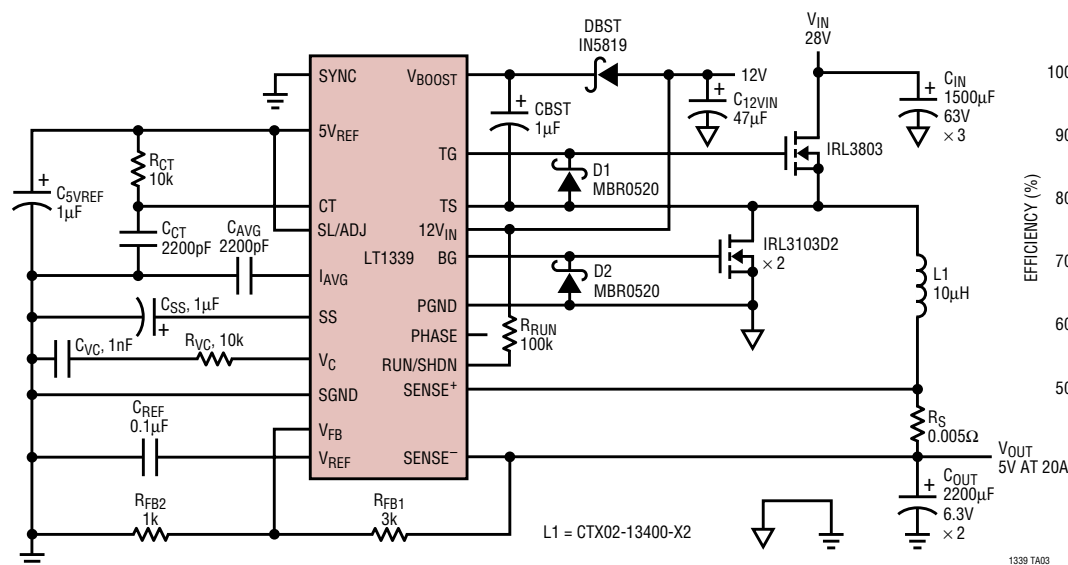 V_IN
28V
DBST
IN5819
12V
C_12VIN
47µF
C_IN
1500µF
63V
× 3
SYNC
V_BOOST
CBST
1µF
5V_REF
R_CT
10k
TG
D1
MBR0520
IRL3803
C_5VREF
1µF
CT
TS
C_CT
2200pF
C_AVG
2200pF
SL/ADJ
12V_IN
LT1339
BG
IRL3103D2
× 2
D2
MBR0520
L1
10µH
I_AVG
C_SS, 1µF
SS
PGND
PHASE
R_RUN
100k
C_VC, 1nF
R_VC, 10k
V_C
RUN/SHDN
SGND
SENSE+
R_S
0.005Ω
C_REF
0.1µF
V_FB
V_REF
SENSE−
V_OUT
5V AT 20A
C_OUT
2200µF
6.3V
× 2
R_FB2
1k
R_FB1
3k
L1 = CTX02-13400-X2
1339 TA03
EFFICIENCY (%)
100
90
80
70
60
50